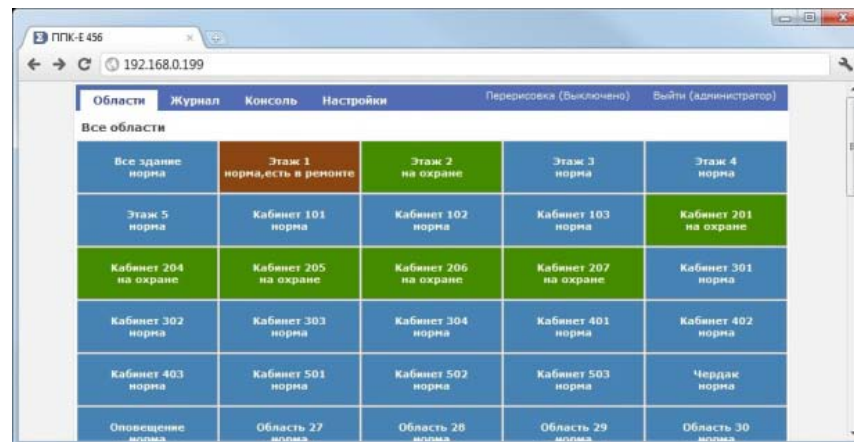 ППК-Е 456
192.168.0.199
Области Журнал Консоль Настройки Перерисовка (Выключено) Выйти (администратор)
Все области
Все здание Этаж 1 Этаж 2 Этаж 3 Этаж 4
норма норма,есть в ремонте на охране норма норма
Этаж 5 Кабинет 101 Кабинет 102 Кабинет 103 Кабинет 201
норма норма норма норма на охране
Кабинет 204 Кабинет 205 Кабинет 206 Кабинет 207 Кабинет 301
на охране на охране на охране на охране норма
Кабинет 302 Кабинет 303 Кабинет 304 Кабинет 401 Кабинет 402
норма норма норма норма норма
Кабинет 403 Кабинет 501 Кабинет 502 Кабинет 503 Чердак
норма норма норма норма норма
Оповещение Область 27 Область 28 Область 29 Область 30
норма норма норма норма норма